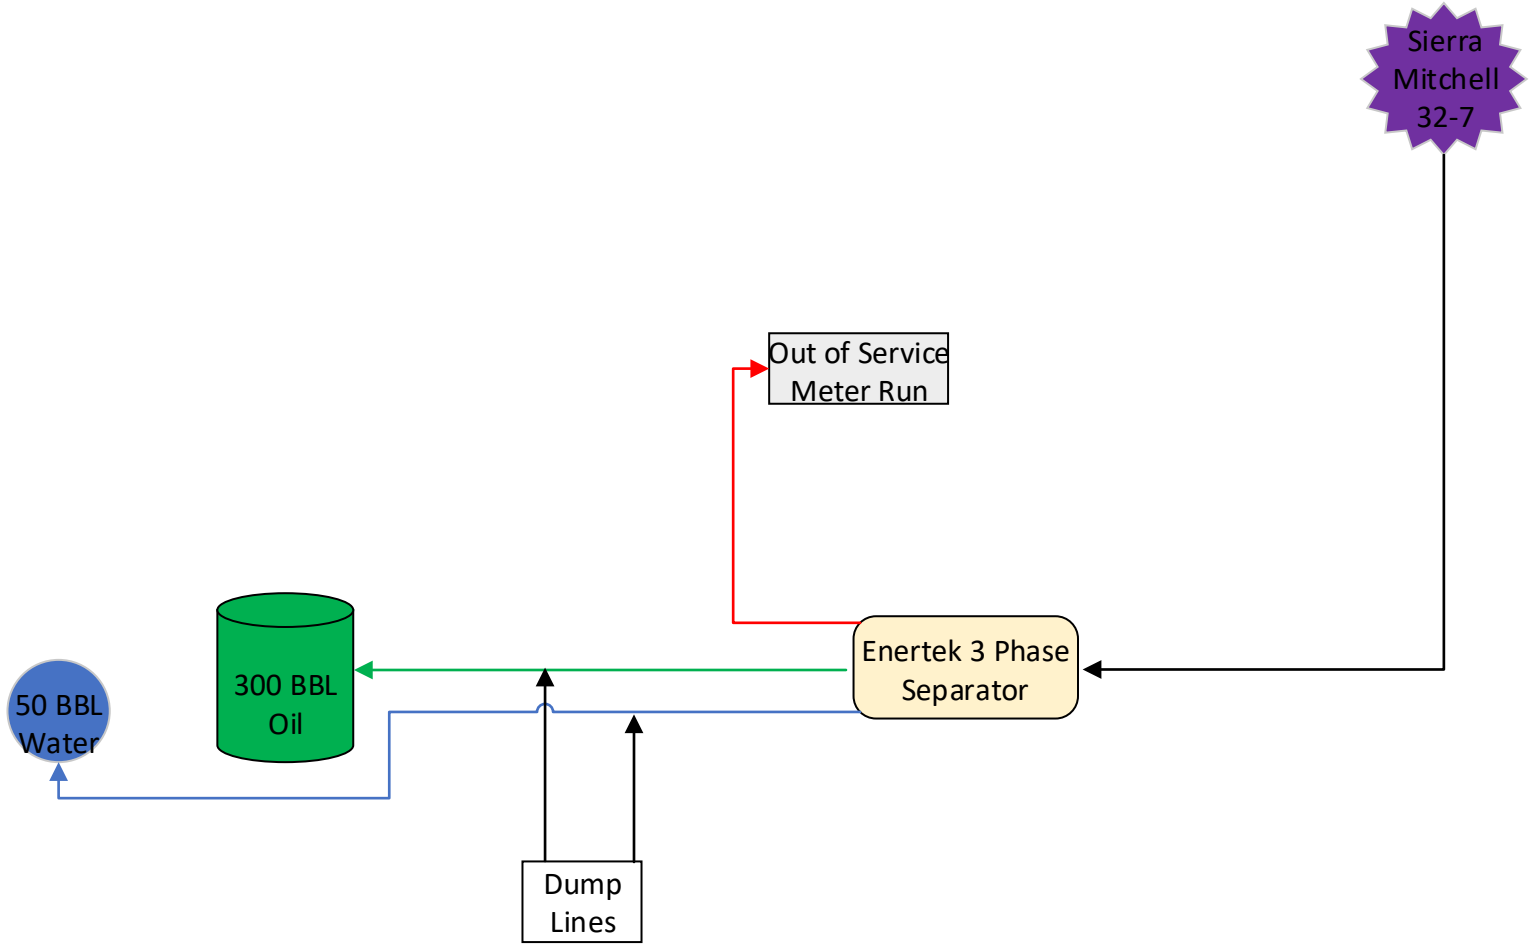 Sierra
Mitchell
32-7
Out of Service
Meter Run
Enertek 3 Phase
Separator
300 BBL
Oil
50 BBL
Water
Dump
Lines